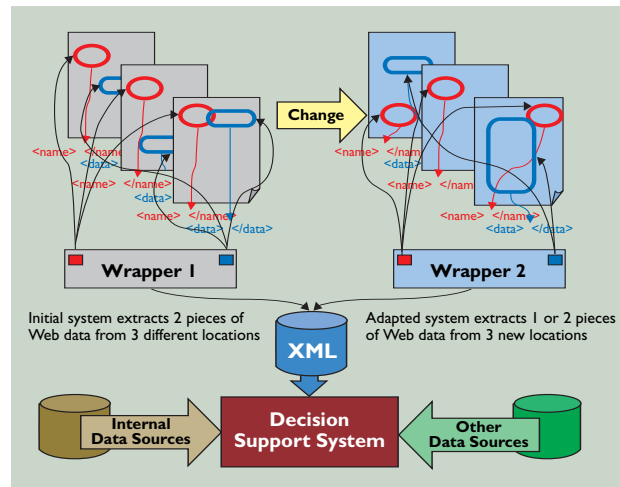 Change
<name> </name>
<data>
<name> </name>
<data>
<name> </name>
<data> </data>
<name> </nam
<data>
<name> </nam
<name> </name>
<data> </data>
Wrapper 1
Wrapper 2
Initial system extracts 2 pieces of
Web data from 3 different locations
Adapted system extracts 1 or 2 pieces
of Web data from 3 new locations
XML
Internal
Data Sources
Decision
Support System
Other
Data Sources